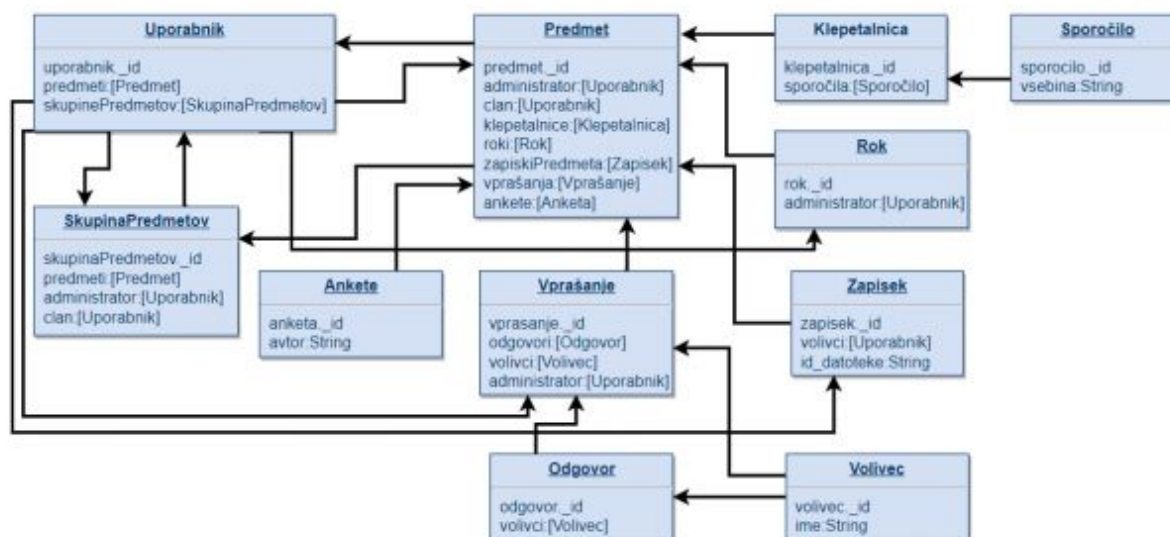 Uporabnik
uporabnik._id
predmeti:[Predmet]
skupinePredmetov:[SkupinaPredmetov]
Predmet
predmet._id
administrator:[Uporabnik]
clan:[Uporabnik]
klepetalnice:[Klepetalnica]
roki:[Rok]
zapiskiPredmeta:[Zapisek]
vprašanja:[Vprašanje]
ankete:[Anketa]
Klepetalnica
klepetalnica._id
sporočila:[Sporočilo]
Sporočilo
sporocilo._id
vsebina:String
Rok
rok._id
administrator:[Uporabnik]
SkupinaPredmetov
skupinaPredmetov._id
predmeti:[Predmet]
administrator:[Uporabnik]
clan:[Uporabnik]
Ankete
anketa._id
avtor:String
Vprašanje
vprasanje._id
odgovori:[Odgovor]
volivci:[Volivec]
administrator:[Uporabnik]
Zapisek
zapisek._id
volivci:[Uporabnik]
id_datoteke:String
Odgovor
odgovor._id
volivci:[Volivec]
Volivec
volivec._id
ime:String